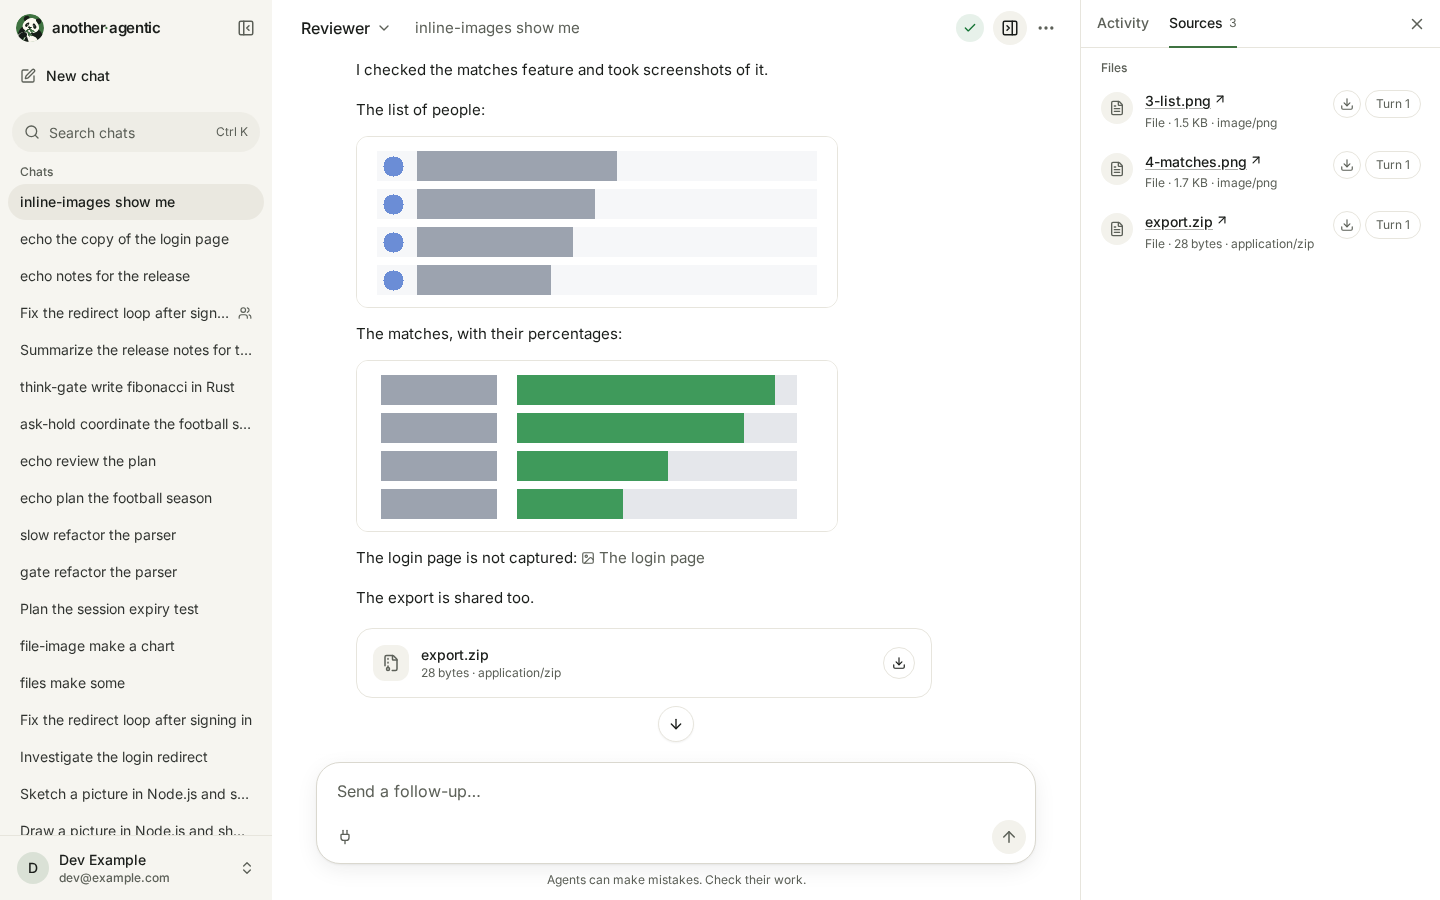 another·agentic
New chat
Search chats
Ctrl K
Chats
inline-images show me
echo the copy of the login page
echo notes for the release
Fix the redirect loop after sign...
Summarize the release notes for t...
think-gate write fibonacci in Rust
ask-hold coordinate the football s...
echo review the plan
echo plan the football season
slow refactor the parser
gate refactor the parser
Plan the session expiry test
file-image make a chart
files make some
Fix the redirect loop after signing in
Investigate the login redirect
Sketch a picture in Node.js and s...
Draw a picture in Node.js and sh...
D
Dev Example
dev@example.com
Reviewer
inline-images show me
I checked the matches feature and took screenshots of it.
The list of people:
The matches, with their percentages:
The login page is not captured: The login page
The export is shared too.
export.zip
28 bytes · application/zip
Send a follow-up...
Agents can make mistakes. Check their work.
Activity
Sources 3
Files
3-list.png
File · 1.5 KB · image/png
Turn 1
4-matches.png
File · 1.7 KB · image/png
Turn 1
export.zip
File · 28 bytes · application/zip
Turn 1